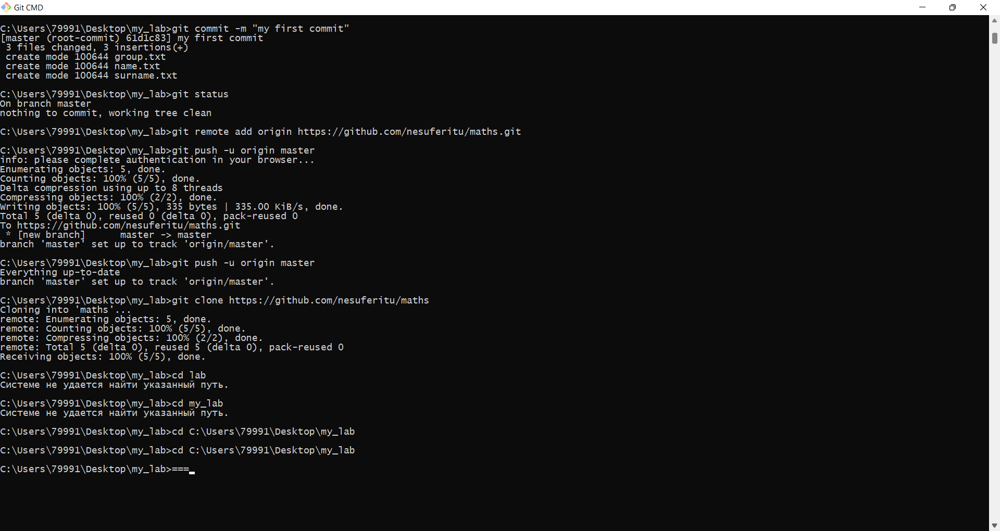 Git CMD
C:\Users\79991\Desktop\my_lab>git commit -m "my first commit"
[master (root-commit) 61d1c83] my first commit
 3 files changed, 3 insertions(+)
 create mode 100644 group.txt
 create mode 100644 name.txt
 create mode 100644 surname.txt
C:\Users\79991\Desktop\my_lab>git status
On branch master
nothing to commit, working tree clean
C:\Users\79991\Desktop\my_lab>git remote add origin https://github.com/nesuferitu/maths.git
C:\Users\79991\Desktop\my_lab>git push -u origin master
info: please complete authentication in your browser...
Enumerating objects: 5, done.
Counting objects: 100% (5/5), done.
Delta compression using up to 8 threads
Compressing objects: 100% (2/2), done.
Writing objects: 100% (5/5), 335 bytes | 335.00 KiB/s, done.
Total 5 (delta 0), reused 0 (delta 0), pack-reused 0
To https://github.com/nesuferitu/maths.git
 * [new branch]      master -> master
branch 'master' set up to track 'origin/master'.
C:\Users\79991\Desktop\my_lab>git push -u origin master
Everything up-to-date
branch 'master' set up to track 'origin/master'.
C:\Users\79991\Desktop\my_lab>git clone https://github.com/nesuferitu/maths
Cloning into 'maths'...
remote: Enumerating objects: 5, done.
remote: Counting objects: 100% (5/5), done.
remote: Compressing objects: 100% (2/2), done.
remote: Total 5 (delta 0), reused 5 (delta 0), pack-reused 0
Receiving objects: 100% (5/5), done.
C:\Users\79991\Desktop\my_lab>cd lab
Системе не удается найти указанный путь.
C:\Users\79991\Desktop\my_lab>cd my_lab
Системе не удается найти указанный путь.
C:\Users\79991\Desktop\my_lab>cd C:\Users\79991\Desktop\my_lab
C:\Users\79991\Desktop\my_lab>cd C:\Users\79991\Desktop\my_lab
C:\Users\79991\Desktop\my_lab>===_